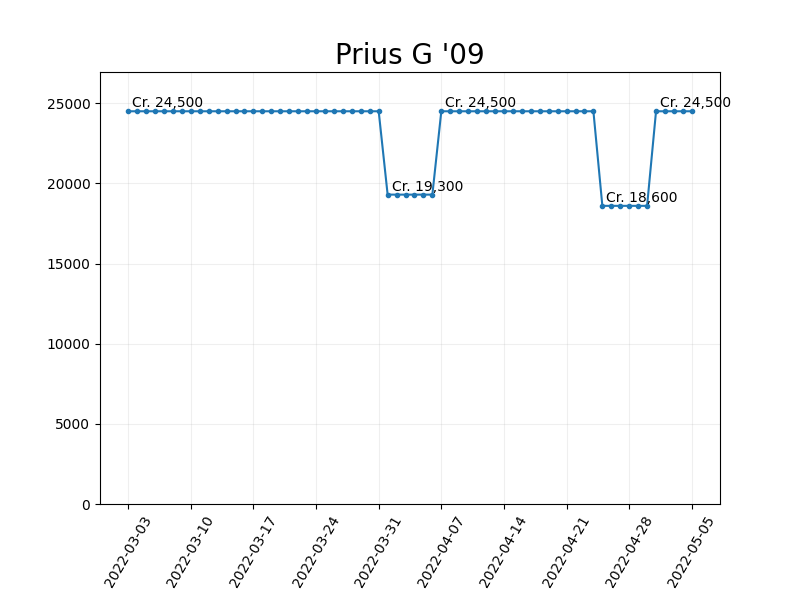 Prius G '09
Cr. 24,500
Cr. 24,500
Cr. 24,500
Cr. 19,300
Cr. 18,600
25000
20000
15000
10000
5000
0
2022-03-03
2022-03-10
2022-03-17
2022-03-24
2022-03-31
2022-04-07
2022-04-14
2022-04-21
2022-04-28
2022-05-05